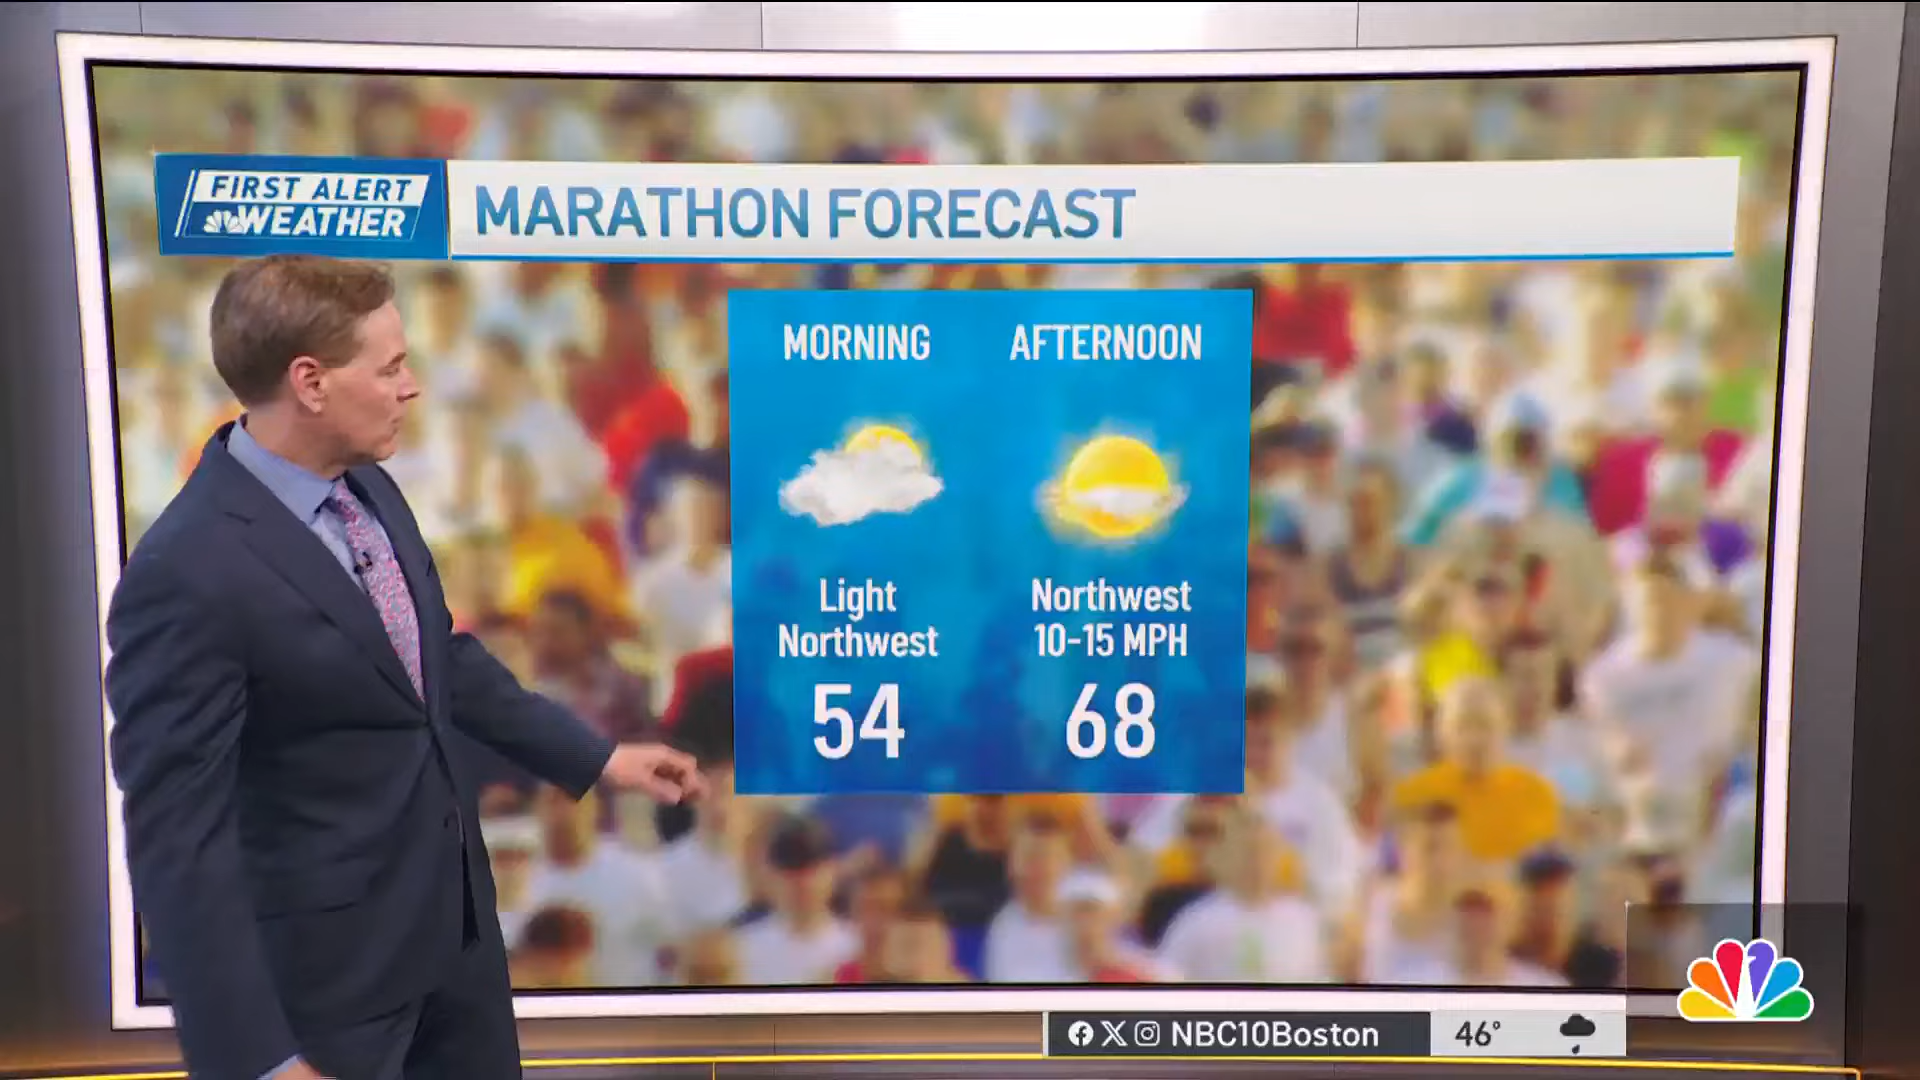 FIRST ALERT
WEATHER
MARATHON FORECAST
MORNING
AFTERNOON
Light
Northwest
54
Northwest
10-15 MPH
68
NBC10Boston
46°